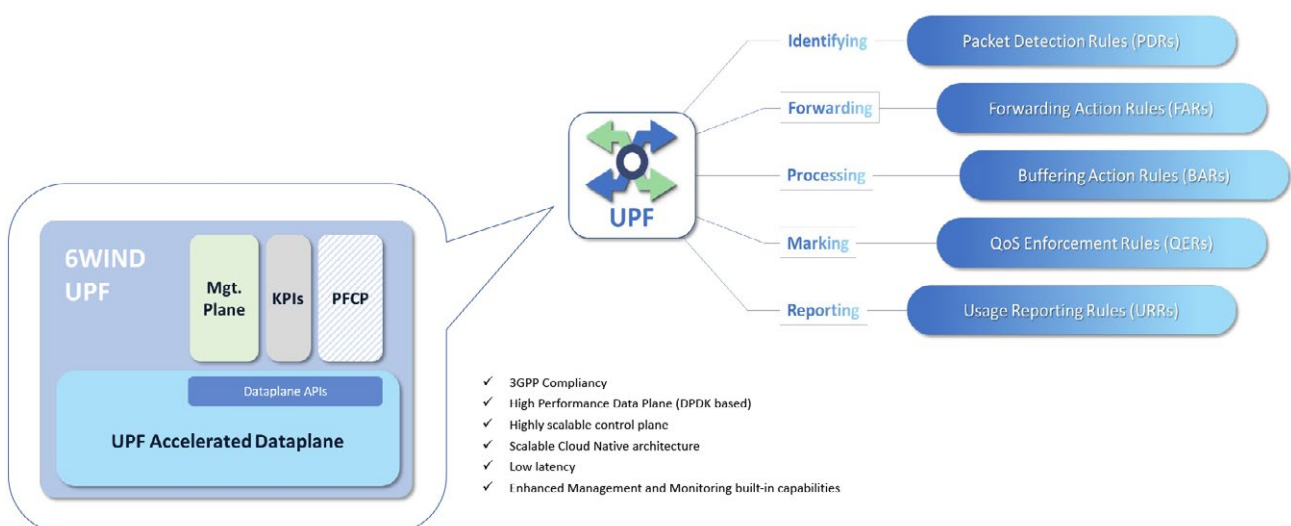 Identifying
Packet Detection Rules (PDRs)
Forwarding
Forwarding Action Rules (FARs)
Processing
Buffering Action Rules (BARs)
UPF
Marking
QoS Enforcement Rules (QERs)
Reporting
Usage Reporting Rules (URRs)
6WIND
UPF
Mgt.
Plane
KPIs
PFCP
Dataplane APIs
UPF Accelerated Dataplane
✓ 3GPP Compliancy
✓ High Performance Data Plane (DPDK based)
✓ Highly scalable control plane
✓ Scalable Cloud Native architecture
✓ Low latency
✓ Enhanced Management and Monitoring built-in capabilities